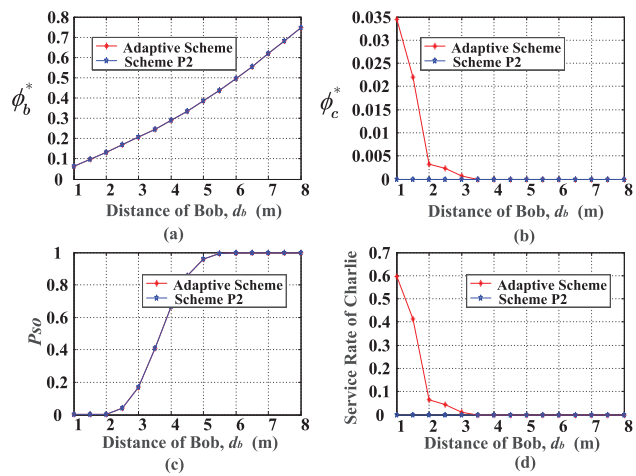 0.8
0.7
0.6
0.5
0.4
0.3
0.2
0.1
0
ϕb*
Adaptive Scheme
Scheme P2
1 2 3 4 5 6 7 8
Distance of Bob, db (m)
(a)
0.035
0.03
0.025
0.02
0.015
0.01
0.005
0
ϕc*
Adaptive Scheme
Scheme P2
1 2 3 4 5 6 7 8
Distance of Bob, db (m)
(b)
1
0.8
0.6
0.4
0.2
0
Pso
Adaptive Scheme
Scheme P2
1 2 3 4 5 6 7 8
Distance of Bob, db (m)
(c)
0.7
0.6
0.5
0.4
0.3
0.2
0.1
0
Service Rate of Charlie
Adaptive Scheme
Scheme P2
1 2 3 4 5 6 7 8
Distance of Bob, db (m)
(d)